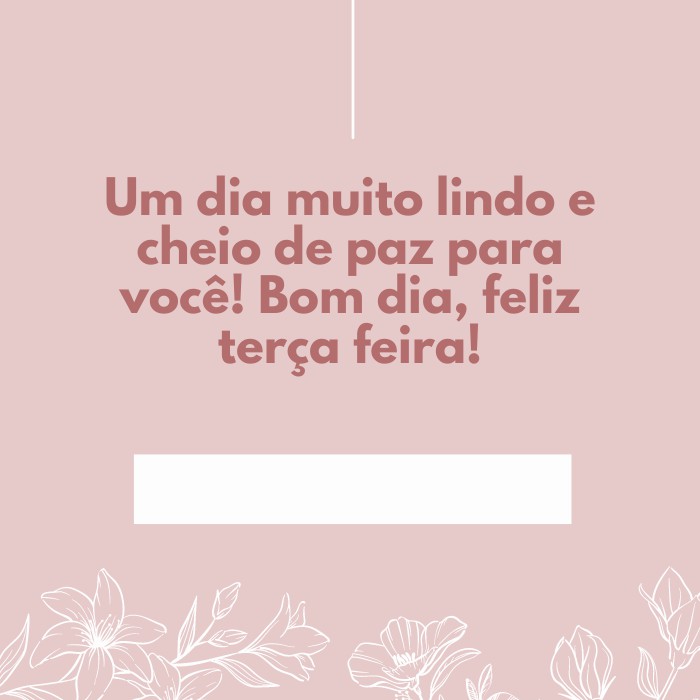 Um dia muito lindo e
cheio de paz para
você! Bom dia, feliz
terça feira!